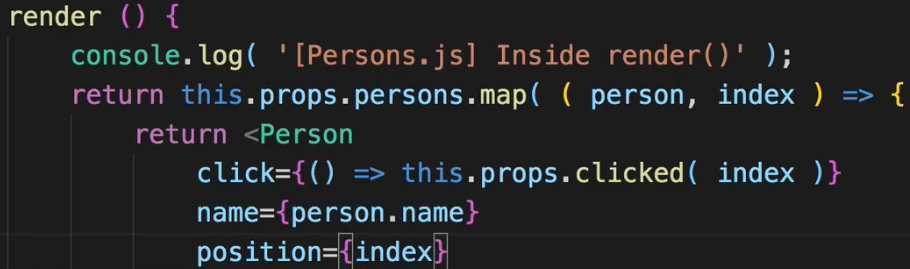 render () {
console.log( '[Persons.js] Inside render()' );
return this.props.persons.map( ( person, index ) => {
return <Person
click={() => this.props.clicked( index )}
name={person.name}
position={index}